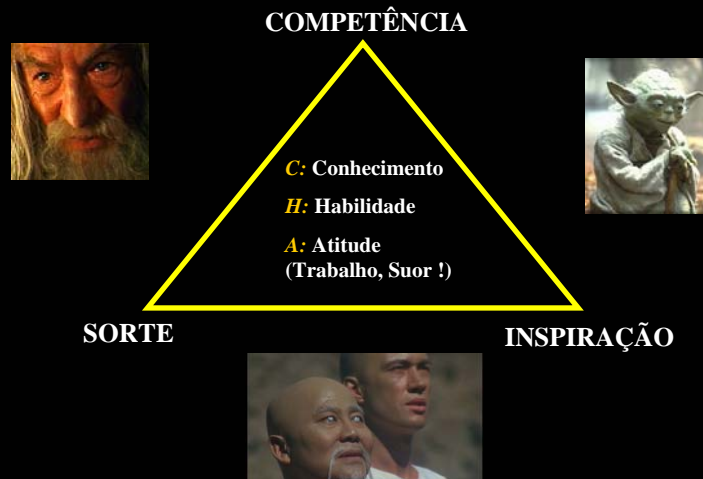 COMPETÊNCIA
C: Conhecimento
H: Habilidade
A: Atitude
(Trabalho, Suor !)
SORTE
INSPIRAÇÃO